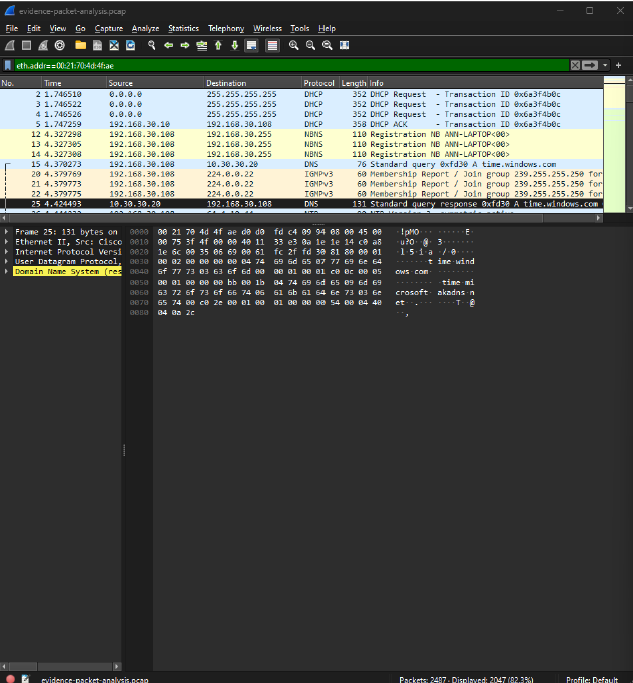 evidence-packet-analysis.pcap
File Edit View Go Capture Analyze Statistics Telephony Wireless Tools Help
eth.addr==00:21:70:4d:4f:ae
No. Time Source Destination Protocol Length Info
2 1.746510 0.0.0.0 255.255.255.255 DHCP 352 DHCP Request - Transaction ID 0x6a3f4b0c
3 1.746522 0.0.0.0 255.255.255.255 DHCP 352 DHCP Request - Transaction ID 0x6a3f4b0c
4 1.746526 0.0.0.0 255.255.255.255 DHCP 352 DHCP Request - Transaction ID 0x6a3f4b0c
5 1.747259 192.168.30.10 192.168.30.108 DHCP 358 DHCP ACK - Transaction ID 0x6a3f4b0c
12 4.327298 192.168.30.108 192.168.30.255 NBNS 110 Registration NB ANN-LAPTOP<00>
13 4.327305 192.168.30.108 192.168.30.255 NBNS 110 Registration NB ANN-LAPTOP<00>
14 4.327308 192.168.30.108 192.168.30.255 NBNS 110 Registration NB ANN-LAPTOP<00>
15 4.370273 192.168.30.108 10.30.30.20 DNS 76 Standard query 0xfd30 A time.windows.com
20 4.379769 192.168.30.108 224.0.0.22 IGMPv3 60 Membership Report / Join group 239.255.255.250 for
21 4.379773 192.168.30.108 224.0.0.22 IGMPv3 60 Membership Report / Join group 239.255.255.250 for
22 4.379775 192.168.30.108 224.0.0.22 IGMPv3 60 Membership Report / Join group 239.255.255.250 for
25 4.424493 10.30.30.20 192.168.30.108 DNS 131 Standard query response 0xfd30 A time.windows.com
Frame 25: 131 bytes on
Ethernet II, Src: Cisco
Internet Protocol Versi
User Datagram Protocol,
Domain Name System (res
0000 00 21 70 4d 4f ae d0 d0 fd c4 09 94 08 00 45 00 ·!pMO··· ······E·
0010 00 75 3f 4f 00 00 40 11 33 e3 0a 1e 1e 14 c0 a8 ·u?O··@· 3·······
0020 1e 6c 00 35 06 69 00 61 fc 2f fd 30 81 80 00 01 ·l·5·i·a ·/·0····
0030 00 02 00 00 00 00 04 74 69 6d 65 07 77 69 6e 64 ·······t ime·wind
0040 6f 77 73 03 63 6f 6d 00 00 01 00 01 c0 0c 00 05 ows·com· ········
0050 00 01 00 00 00 bb 00 1b 04 74 69 6d 65 09 6d 69 ········ ·time·mi
0060 63 72 6f 73 6f 66 74 06 61 6b 61 64 6e 73 03 6e crosoft· akadns·n
0070 65 74 00 c0 2e 00 01 00 01 00 00 00 54 00 04 40 et··.··· ····T··@
0080 04 0a 2c ··,
evidence-packet-analysis.pcap Packets: 2487 · Displayed: 2047 (82.3%) Profile: Default